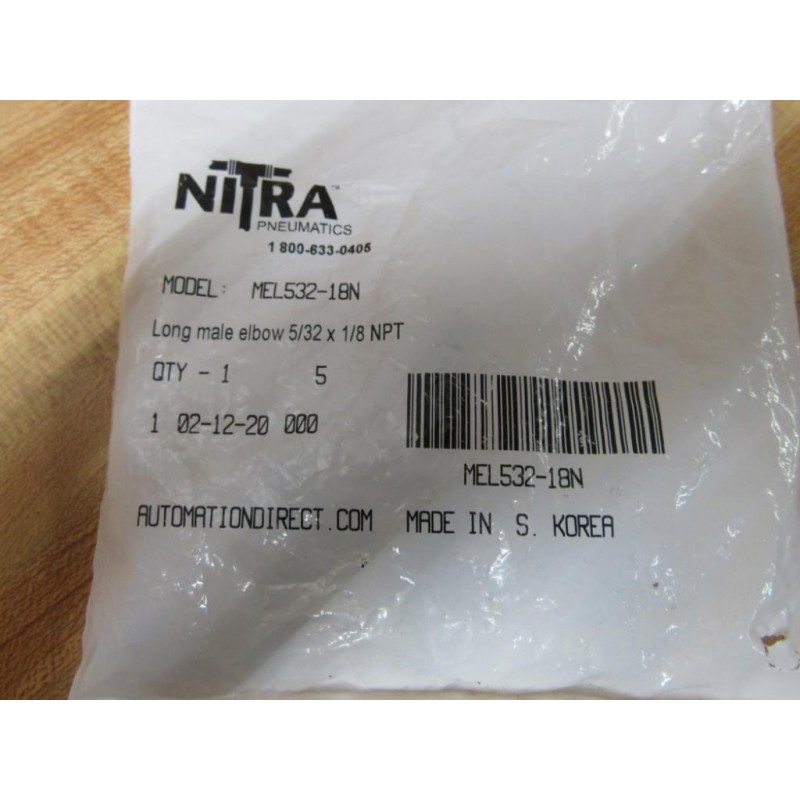 NITRA™
PNEUMATICS
1 800-633-0405
MODEL: MEL532-18N
Long male elbow 5/32 x 1/8 NPT
QTY - 1 5
1 02-12-20 000
MEL532-18N
AUTOMATIONDIRECT.COM MADE IN S. KOREA